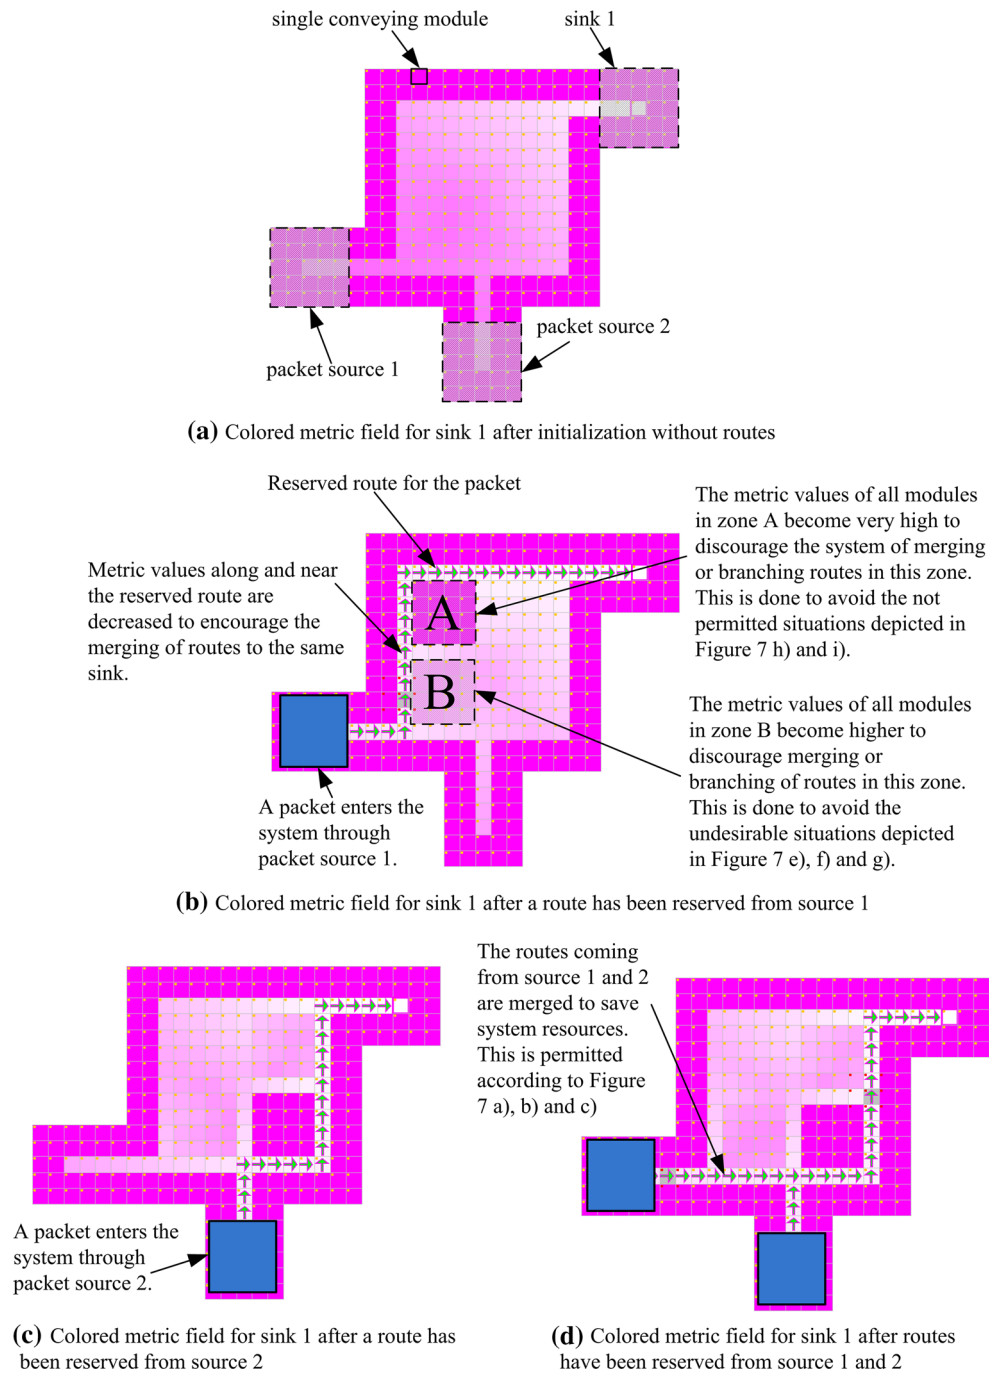 single conveying module
sink 1
packet source 1
packet source 2
(a) Colored metric field for sink 1 after initialization without routes
Reserved route for the packet
Metric values along and near
the reserved route are
decreased to encourage the
merging of routes to the same
sink.
A
B
The metric values of all modules
in zone A become very high to
discourage the system of merging
or branching routes in this zone.
This is done to avoid the not
permitted situations depicted in
Figure 7 h) and i).
The metric values of all modules
in zone B become higher to
discourage merging or
branching of routes in this zone.
This is done to avoid the
undesirable situations depicted
in Figure 7 e), f) and g).
A packet enters the
system through
packet source 1.
(b) Colored metric field for sink 1 after a route has been reserved from source 1
A packet enters the
system through
packet source 2.
(c) Colored metric field for sink 1 after a route has
been reserved from source 2
The routes coming
from source 1 and 2
are merged to save
system resources.
This is permitted
according to Figure
7 a), b) and c)
(d) Colored metric field for sink 1 after routes
have been reserved from source 1 and 2